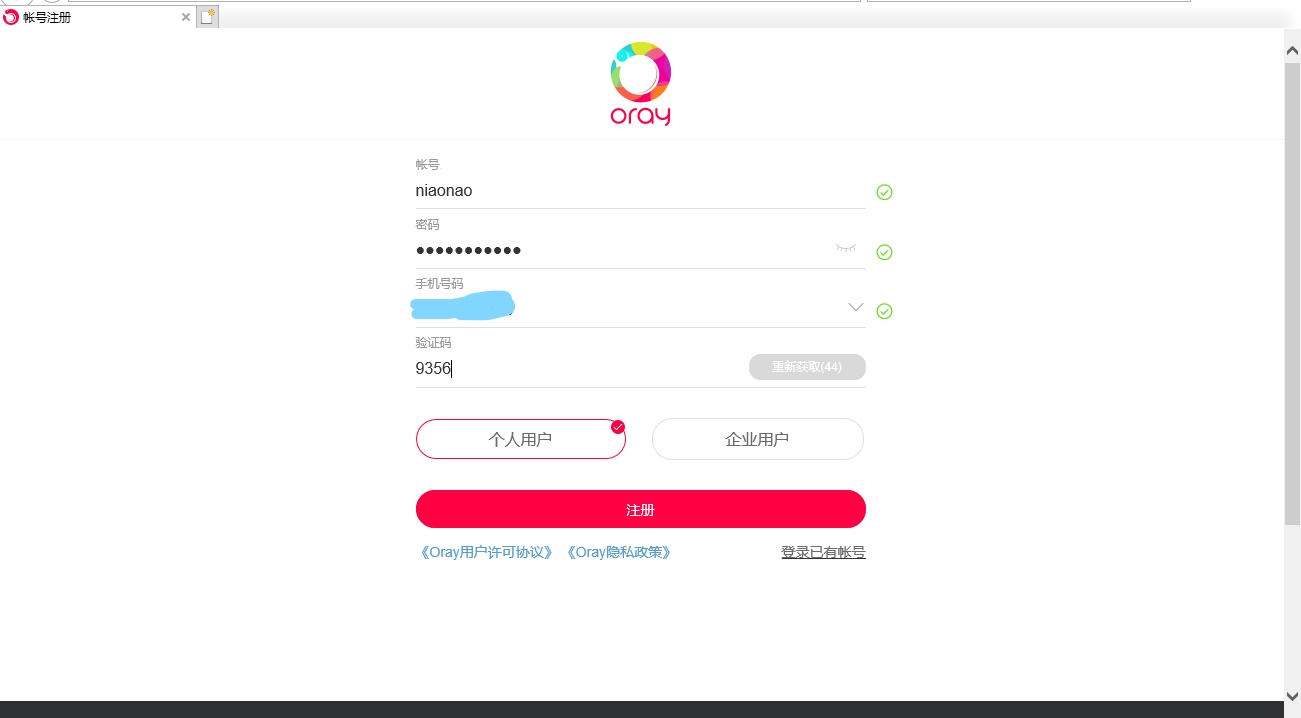 帐号注册
oray
帐号
niaonao
密码
●●●●●●●●●●●
手机号码
验证码
9356
重新获取(44)
个人用户
企业用户
注册
《Oray用户许可协议》 《Oray隐私政策》
登录已有帐号